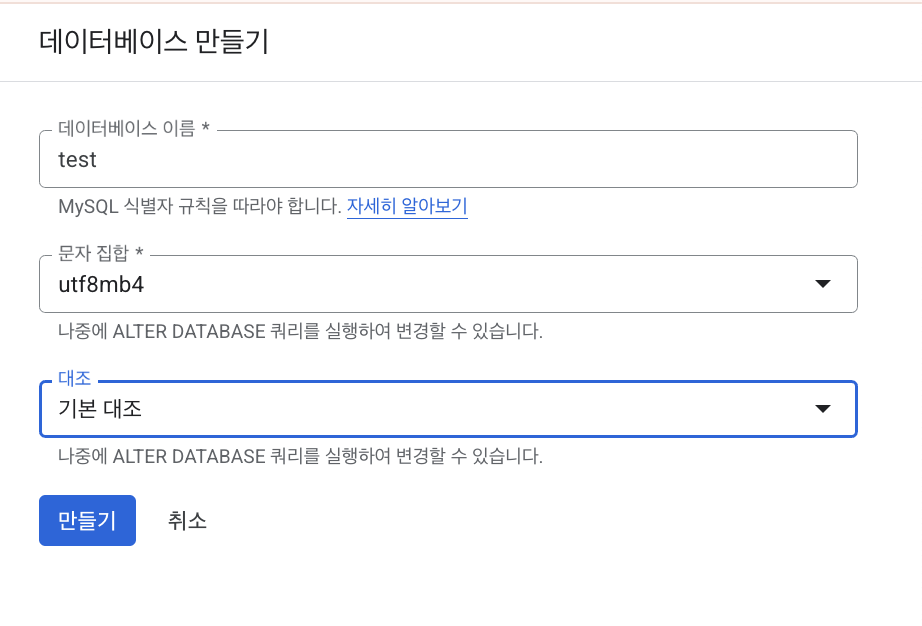 데이터베이스 만들기
데이터베이스 이름 *
test
MySQL 식별자 규칙을 따라야 합니다. 자세히 알아보기
문자 집합 *
utf8mb4
나중에 ALTER DATABASE 쿼리를 실행하여 변경할 수 있습니다.
대조
기본 대조
나중에 ALTER DATABASE 쿼리를 실행하여 변경할 수 있습니다.
만들기 취소